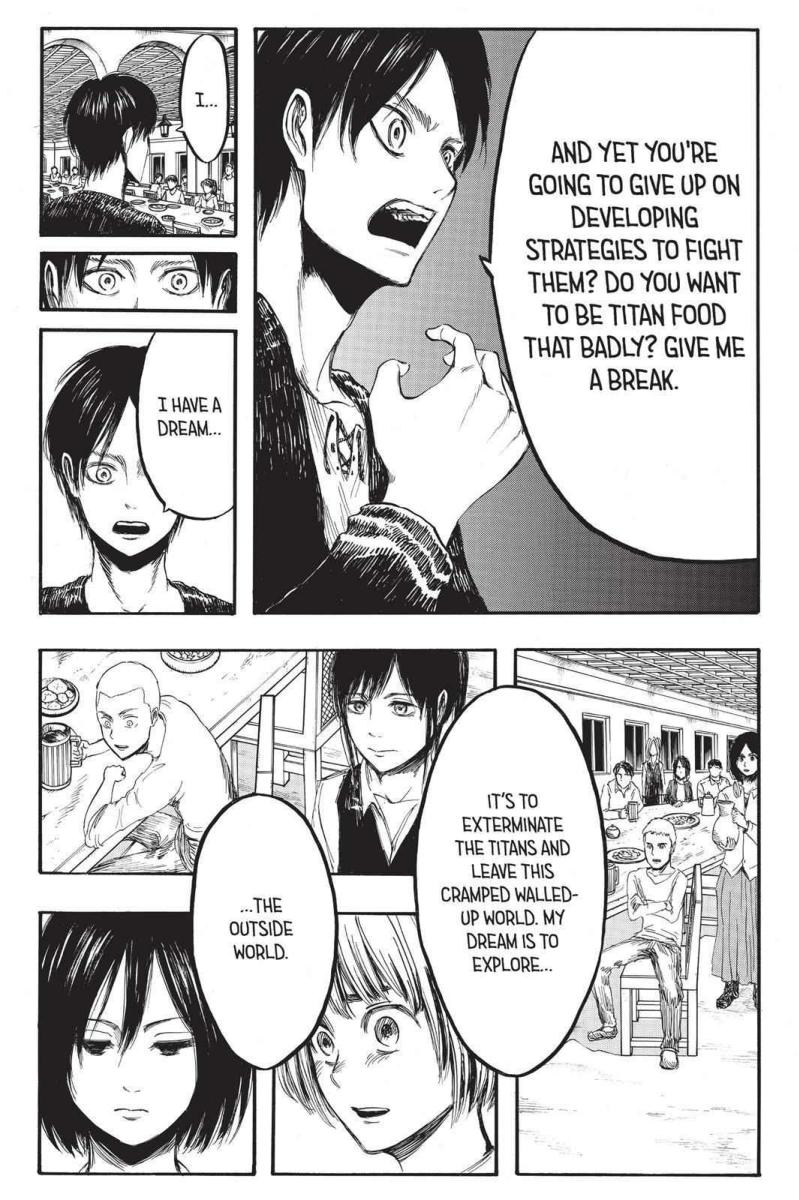 AND YET YOU'RE
GOING TO GIVE UP ON
DEVELOPING
STRATEGIES TO FIGHT
THEM? DO YOU WANT
TO BE TITAN FOOD
THAT BADLY? GIVE ME
A BREAK.
I...
I HAVE A
DREAM...
IT'S TO
EXTERMINATE
THE TITANS AND
LEAVE THIS
CRAMPED WALLED-
UP WORLD. MY
DREAM IS TO
EXPLORE...
...THE
OUTSIDE
WORLD.